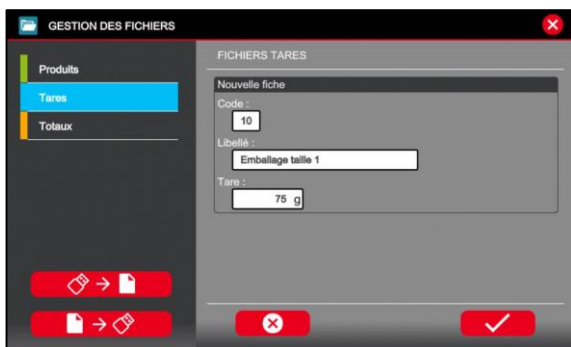 GESTION DES FICHIERS
Produits
Tares
Totaux
FICHIERS TARES
Nouvelle fiche
Code :
10
Libellé :
Emballage taille 1
Tare :
75 g